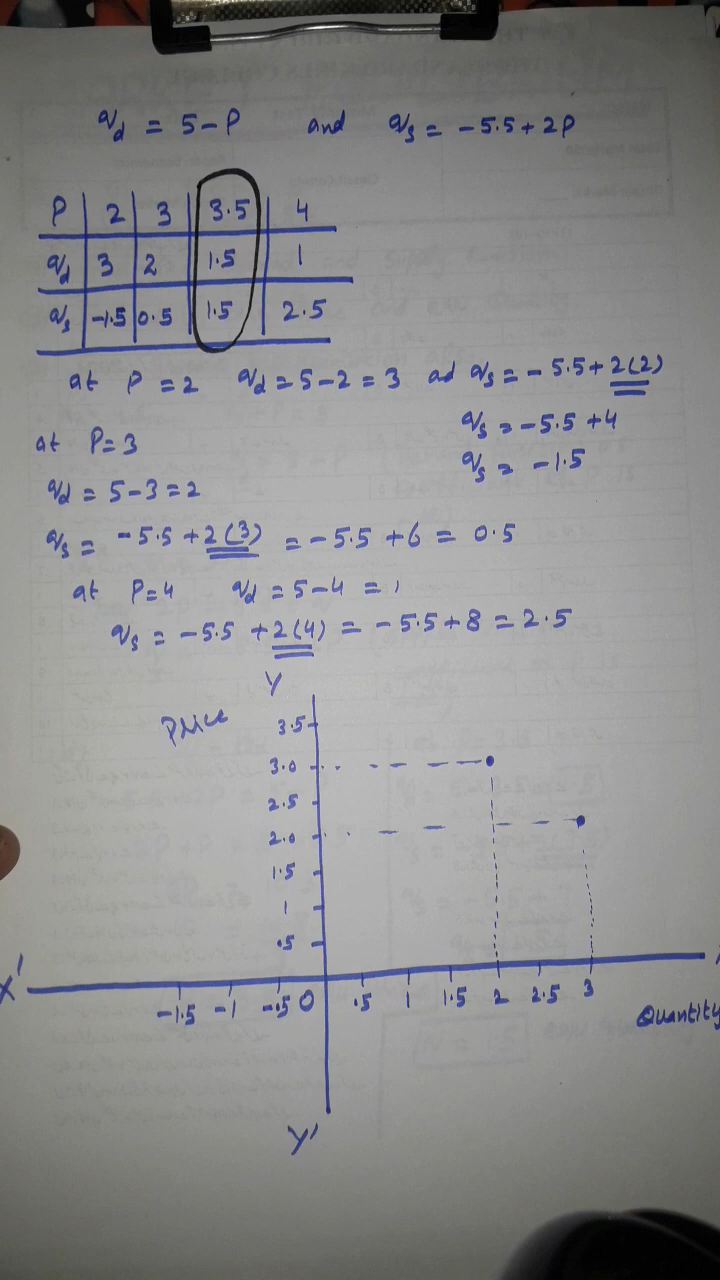 qd = 5 - P and qs = -5.5 + 2P
P | 2 | 3 | 3.5 | 4
qd | 3 | 2 | 1.5 | 1
qs | -1.5 | 0.5 | 1.5 | 2.5
at P = 2 qd = 5 - 2 = 3 ad qs = - 5.5 + 2(2)
qs = -5.5 + 4
at P = 3
qs = -1.5
qd = 5 - 3 = 2
qs = -5.5 + 2(3) = -5.5 + 6 = 0.5
at P = 4 qd = 5 - 4 = 1
qs = -5.5 + 2(4) = -5.5 + 8 = 2.5
Y
Price 3.5
3.0
2.5
2.0
1.5
1
.5
X' -1.5 -1 -.5 0 .5 1 1.5 2 2.5 3
Quantity
Y'